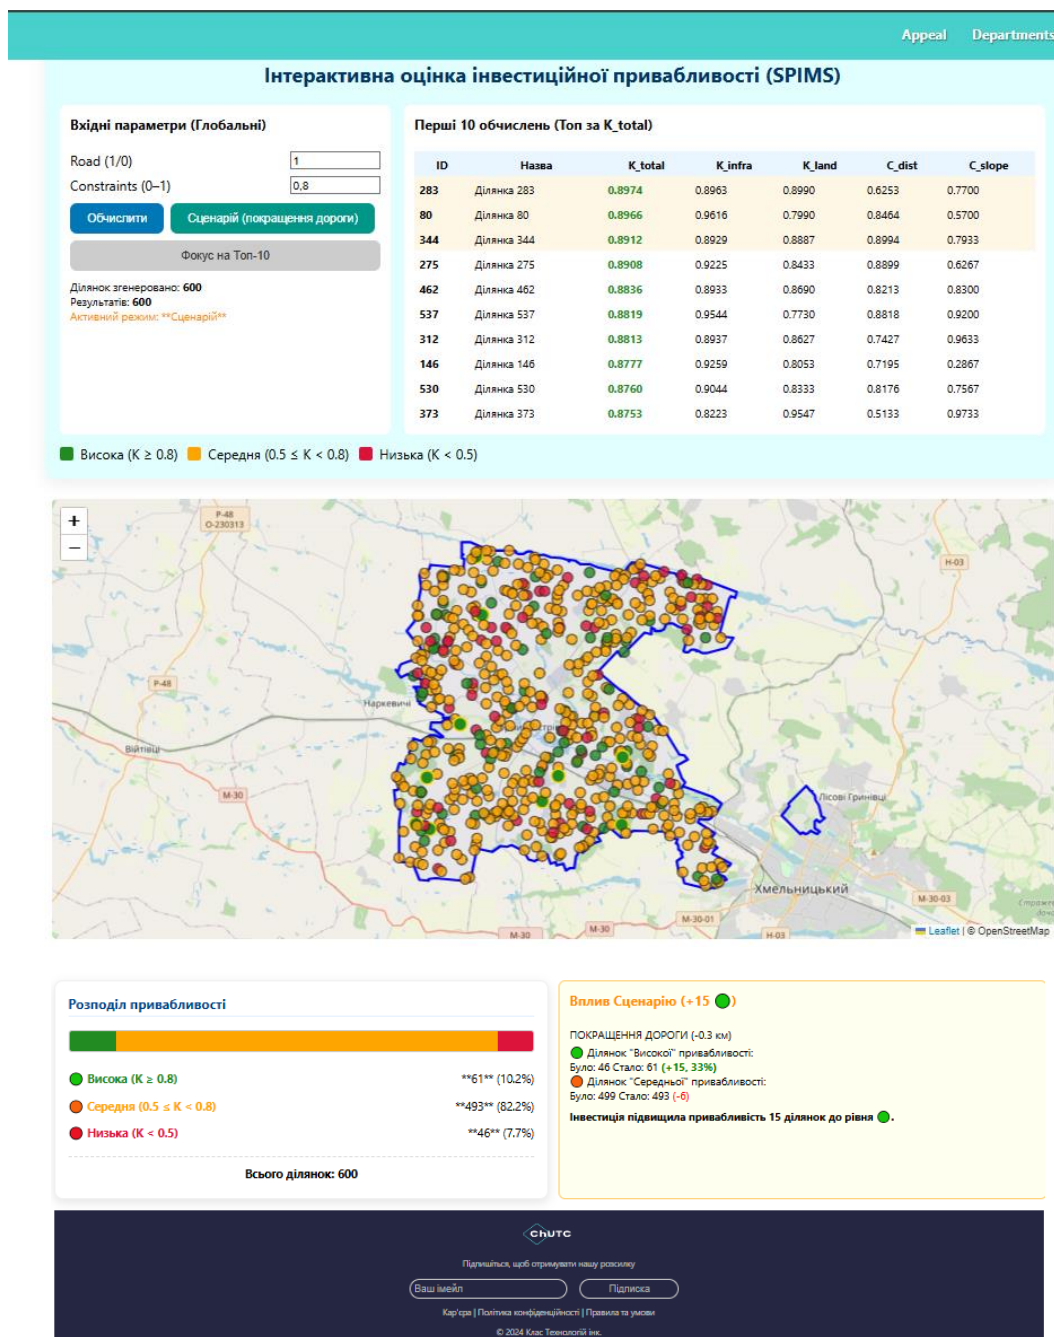 Appeal Departments
Інтерактивна оцінка інвестиційної привабливості (SPIMS)
Вхідні параметри (Глобальні)
Road (1/0) 1
Constraints (0–1) 0,8
Обчислити Сценарій (покращення дороги)
Фокус на Топ-10
Ділянок згенеровано: 600
Результатів: 600
Активний режим: **Сценарій**
Перші 10 обчислень (Топ за K_total)
ID Назва K_total K_infra K_land C_dist C_slope
283 Ділянка 283 0.8974 0.8963 0.8990 0.6253 0.7700
80 Ділянка 80 0.8966 0.9616 0.7990 0.8464 0.5700
344 Ділянка 344 0.8912 0.8929 0.8887 0.8994 0.7933
275 Ділянка 275 0.8908 0.9225 0.8433 0.8899 0.6267
462 Ділянка 462 0.8836 0.8933 0.8690 0.8213 0.8300
537 Ділянка 537 0.8819 0.9544 0.7730 0.8818 0.9200
312 Ділянка 312 0.8813 0.8937 0.8627 0.7427 0.9633
146 Ділянка 146 0.8777 0.9259 0.8053 0.7195 0.2867
530 Ділянка 530 0.8760 0.9044 0.8333 0.8176 0.7567
373 Ділянка 373 0.8753 0.8223 0.9547 0.5133 0.9733
Висока (K ≥ 0.8) Середня (0.5 ≤ K < 0.8) Низька (K < 0.5)
+
−
P-48
O-230313
H-03
P-48
Наркевичі
Війтівці
M-30
Лісові Гринівці
Хмельницький
M-30-03
M-30-01
M-30
M-30
H-03
Leaflet | © OpenStreetMap
Розподіл привабливості
Висока (K ≥ 0.8) **61** (10.2%)
Середня (0.5 ≤ K < 0.8) **493** (82.2%)
Низька (K < 0.5) **46** (7.7%)
Всього ділянок: 600
Вплив Сценарію (+15 )
ПОКРАЩЕННЯ ДОРОГИ (-0.3 км)
Ділянок "Високої" привабливості:
Було: 46 Стало: 61 (+15, 33%)
Ділянок "Середньої" привабливості:
Було: 499 Стало: 493 (-6)
Інвестиція підвищила привабливість 15 ділянок до рівня .
ChUTC
Підпишіться, щоб отримувати нашу розсилку
Ваш імейл Підписка
Кар'єра | Політика конфіденційності | Правила та умови
© 2024 Клас Технологій інк.